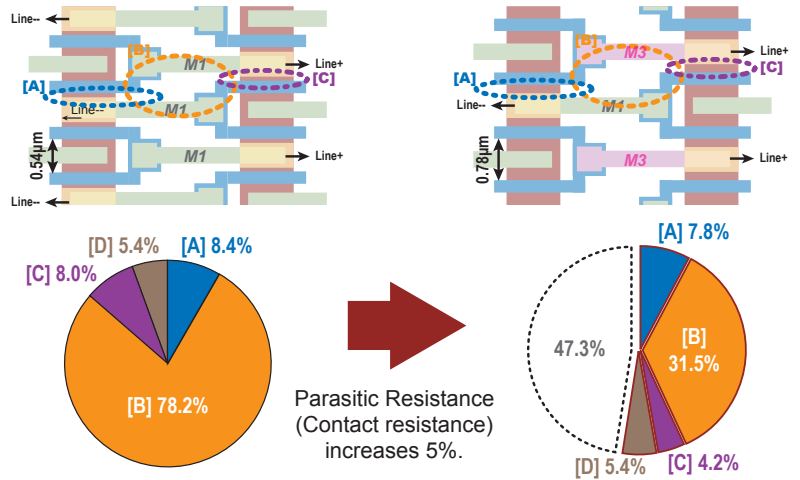 Line--
[B]
M1
Line+
[A]
[C]
Line--
M1
0.54μm
M1
Line+
Line--
[B]
M3
Line+
[A]
[C]
Line--
M1
0.78μm
M3
Line+
[D] 5.4%
[A] 8.4%
[C] 8.0%
[B] 78.2%
Parasitic Resistance
(Contact resistance)
increases 5%.
[A] 7.8%
47.3%
[B]
31.5%
[D] 5.4%
[C] 4.2%